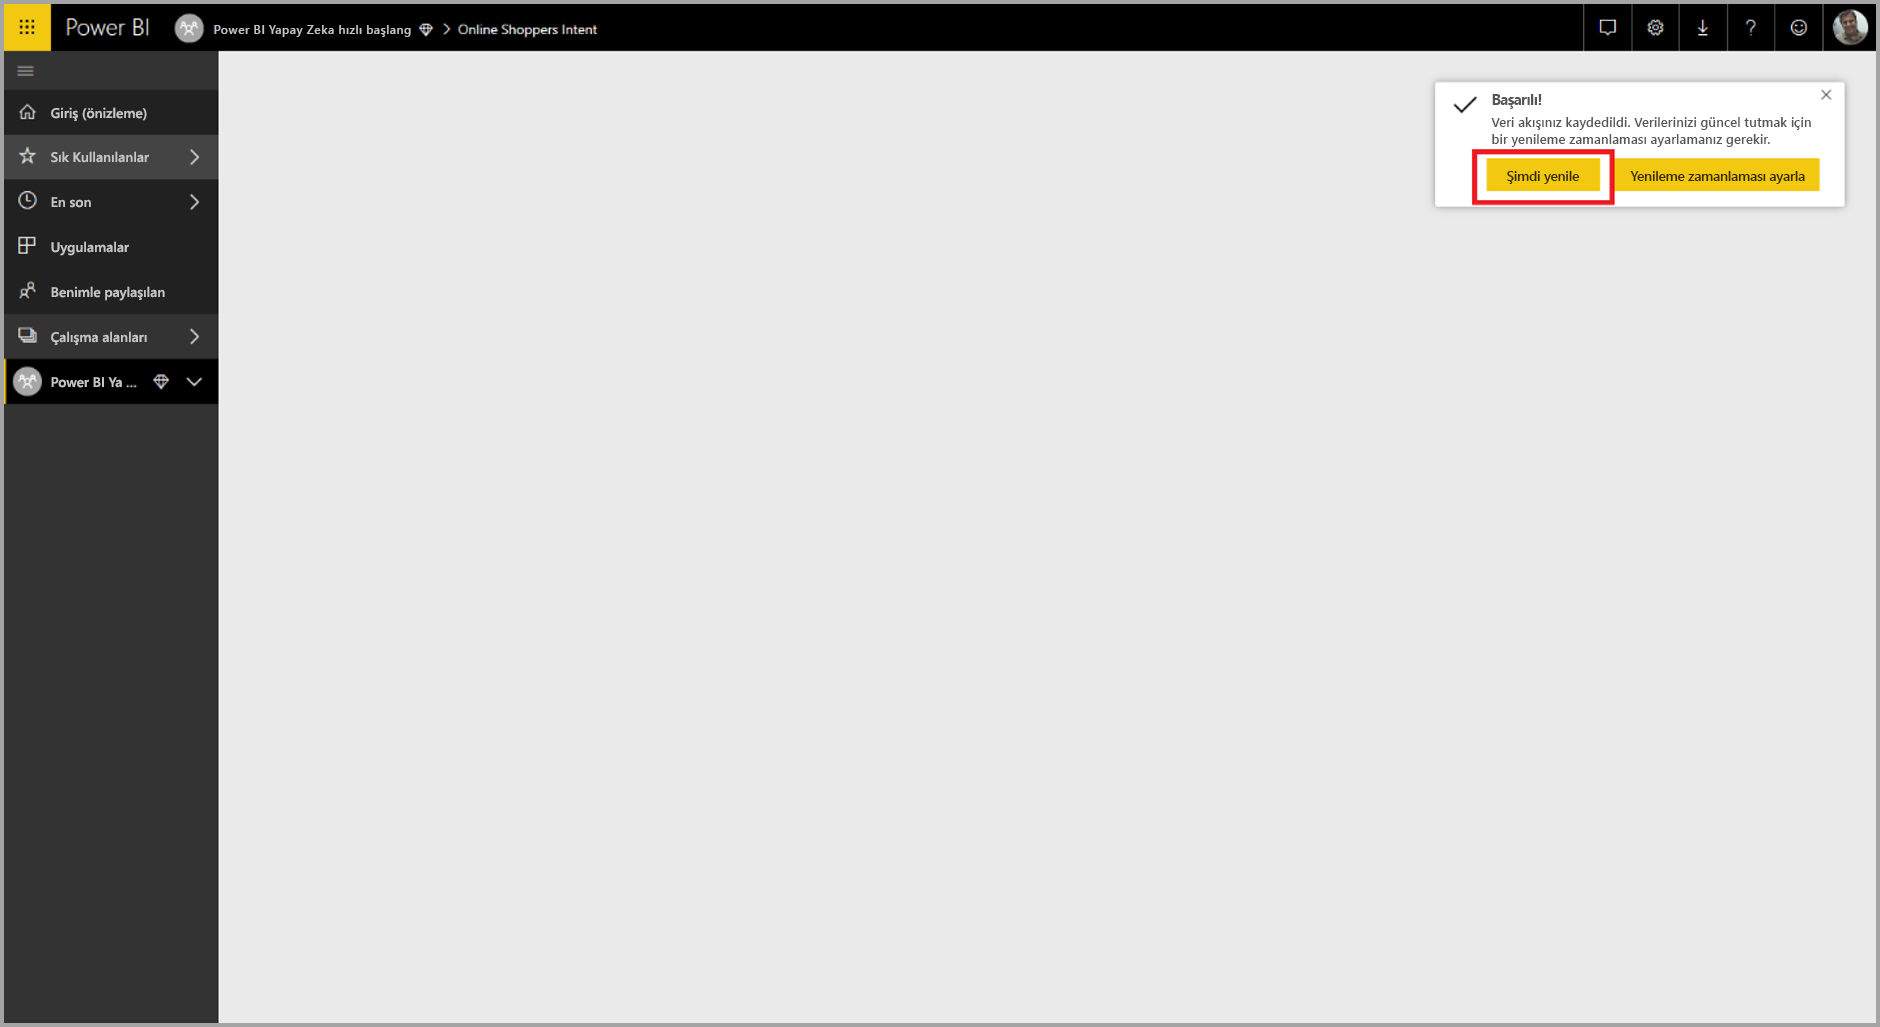 Power BI
Power BI Yapay Zeka hızlı başlang
Online Shoppers Intent
?
Giriş (önizleme)
Sık Kullanılanlar
En son
Uygulamalar
Benimle paylaşılan
Çalışma alanları
Power BI Ya ...
Başarılı!
Veri akışınız kaydedildi. Verilerinizi güncel tutmak için
bir yenileme zamanlaması ayarlamanız gerekir.
Şimdi yenile
Yenileme zamanlaması ayarla